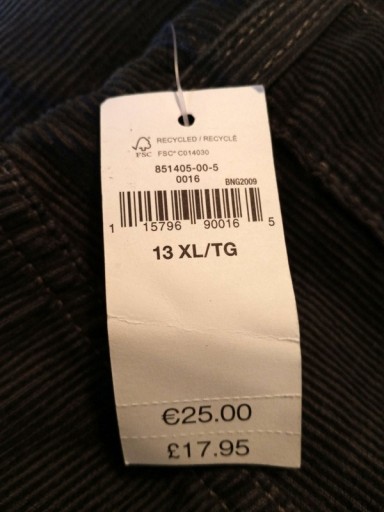 RECYCLED / RECYCLÉ
FSC
FSC® C014030
851405-00-5
0016
BNG2009
1 15796 90016 5
13 XL/TG
€25.00
£17.95